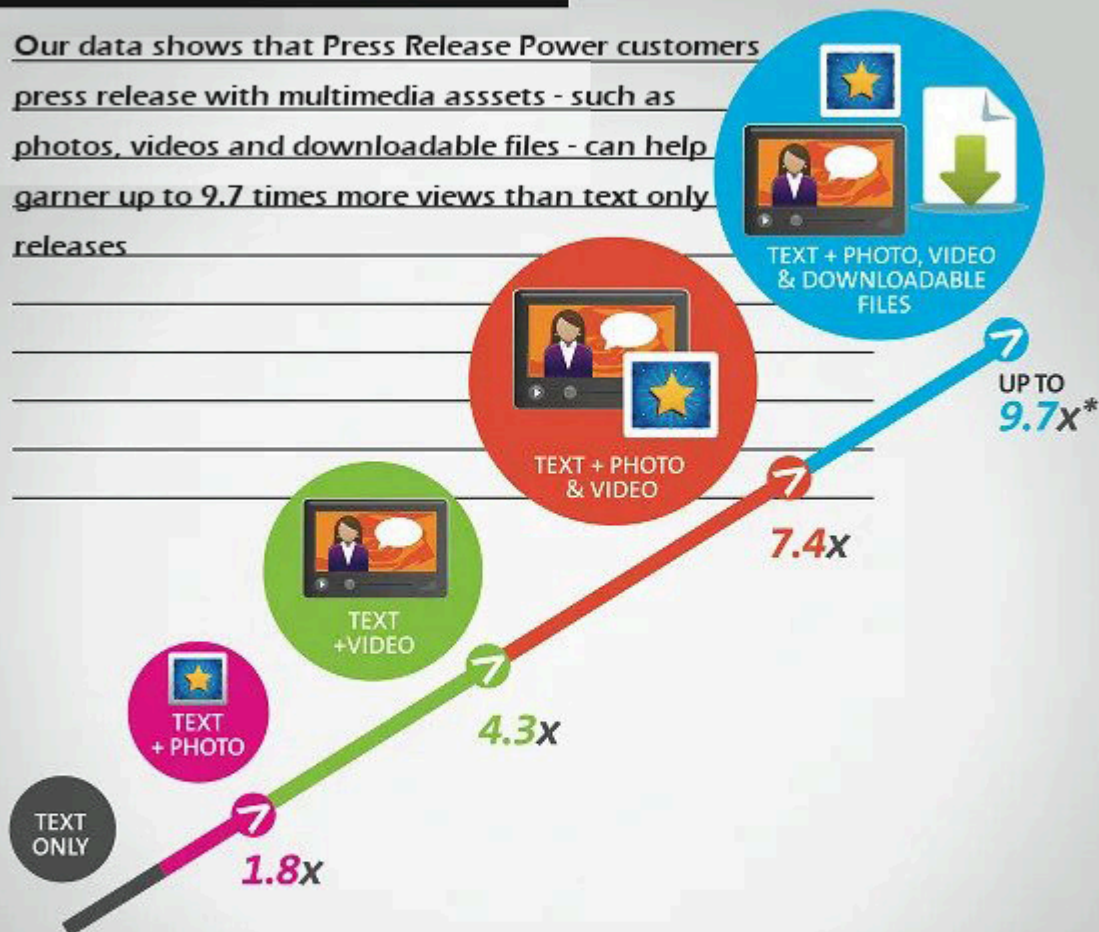 Our data shows that Press Release Power customers
press release with multimedia asssets - such as
photos, videos and downloadable files - can help
garner up to 9.7 times more views than text only
releases
TEXT + PHOTO, VIDEO
& DOWNLOADABLE
FILES
UP TO
9.7x*
TEXT + PHOTO
& VIDEO
7.4x
TEXT
+VIDEO
4.3x
TEXT
+ PHOTO
1.8x
TEXT
ONLY